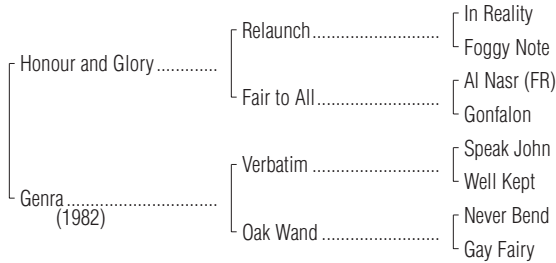 In Reality
Relaunch
Foggy Note
Honour and Glory
Al Nasr (FR)
Fair to All
Gonfalon
Speak John
Verbatim
Well Kept
Genra
(1982)
Never Bend
Oak Wand
Gay Fairy